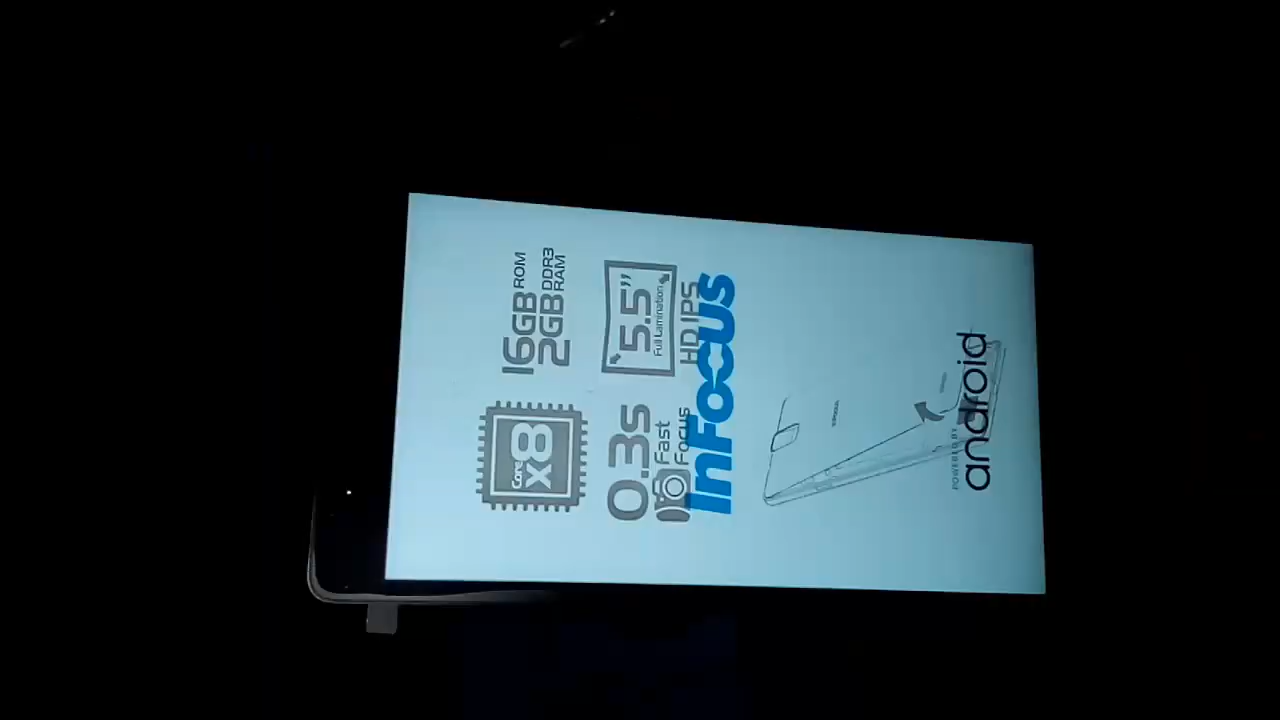 Core
x8
16GB ROM
2GB DDR3
RAM
0.3s
Fast
Focus
5.5”
Full Lamination
HD IPS
InFocus
POWERED BY
android